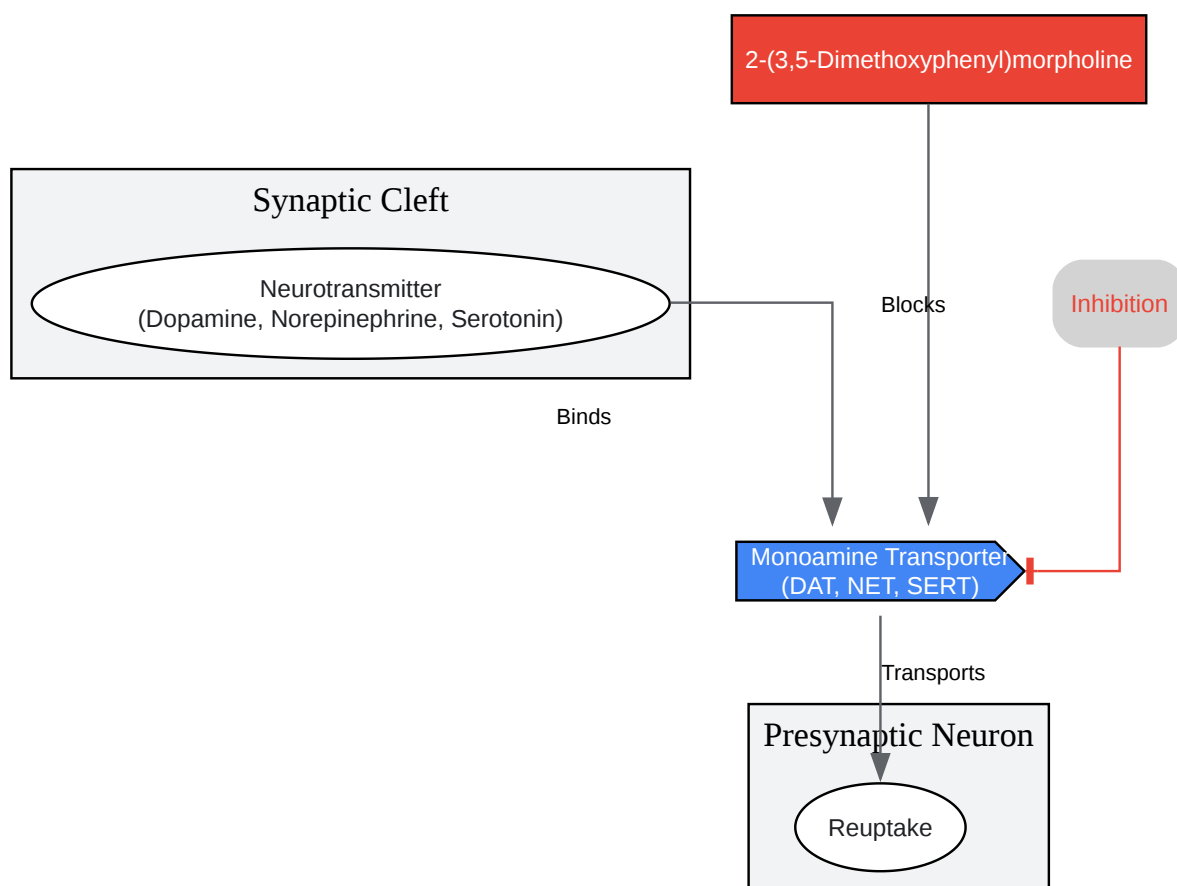 2-(3,5-Dimethoxyphenyl)morpholine
Synaptic Cleft
Neurotransmitter
(Dopamine, Norepinephrine, Serotonin)
Blocks
Inhibition
Binds
Monoamine Transporter
(DAT, NET, SERT)
Transports
Presynaptic Neuron
Reuptake